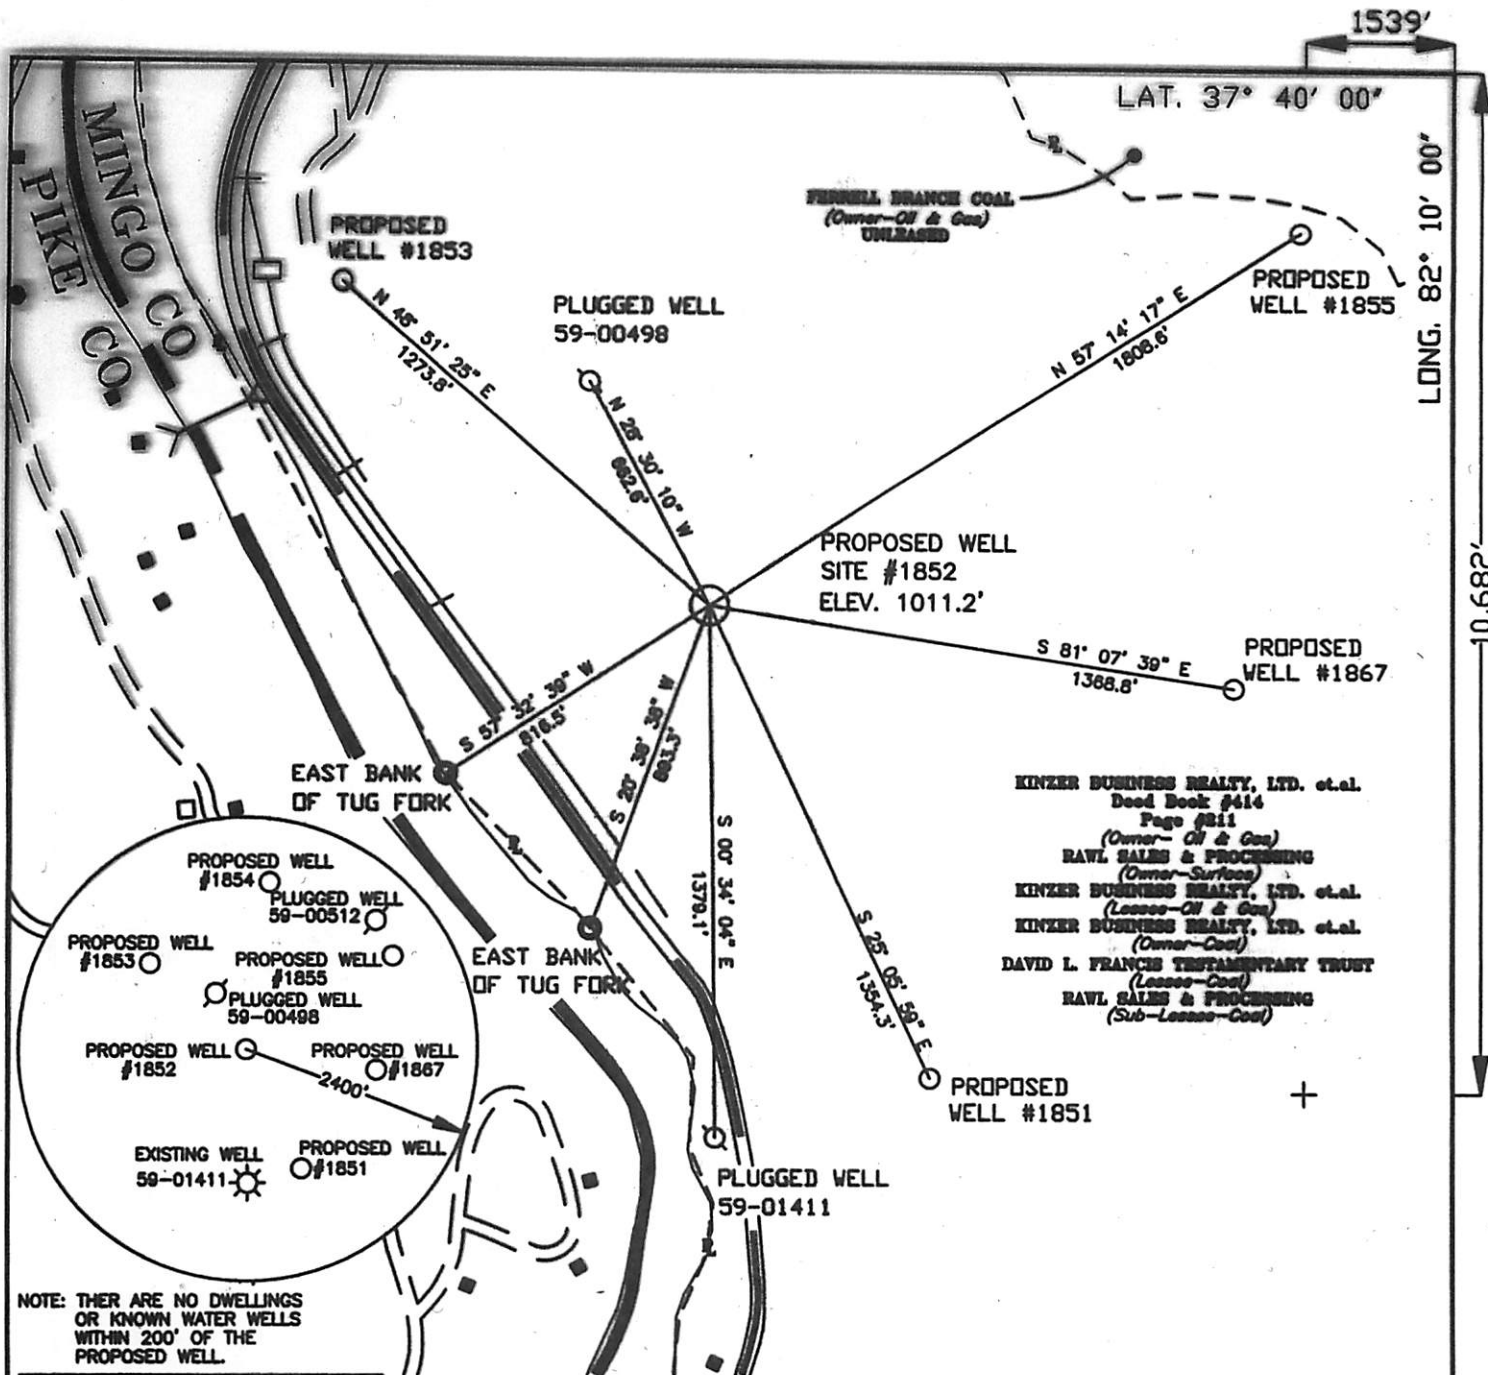 1539'
LAT. 37° 40' 00"
LONG. 82° 10' 00"
10,682'
MINGO CO
PIKE CO.
FERRELL BRANCH COAL
(Owner-Oil & Gas)
UNLEASED
PROPOSED
WELL #1853
PLUGGED WELL
59-00498
PROPOSED
WELL #1855
N 57° 14' 17" E
1808.6'
51' 25" E
1273.8'
30' 10" W
662.6'
PROPOSED WELL
SITE #1852
ELEV. 1011.2'
S 81° 07' 39" E
1368.8'
PROPOSED
WELL #1867
S 57° 32' 39" W
816.5'
S 20° 38' 38" W
EAST BANK
OF TUG FORK
S 00° 34' 04" E
1379.1'
S 25° 05' 59" E
1354.3'
EAST BANK
OF TUG FORK
KINZER BUSINESS REALTY, LTD. et.al.
Deed Book #414
Page #211
(Owner- Oil & Gas)
RAWL SALES & PROCESSING
(Owner-Surface)
KINZER BUSINESS REALTY, LTD. et.al.
(Lessee-Oil & Gas)
KINZER BUSINESS REALTY, LTD. et.al.
(Owner-Coal)
DAVID L. FRANCIS TESTAMENTARY TRUST
(Lessee-Coal)
RAWL SALES & PROCESSING
(Sub-Lessee-Coal)
PROPOSED
WELL #1851
PLUGGED WELL
59-01411
PROPOSED WELL
#1854
PLUGGED WELL
59-00512
PROPOSED WELL
#1853
PROPOSED WELL
#1855
PLUGGED WELL
59-00498
PROPOSED WELL
#1852
PROPOSED WELL
#1867
2400'
EXISTING WELL
59-01411
PROPOSED WELL
#1851
NOTE: THER ARE NO DWELLINGS
OR KNOWN WATER WELLS
WITHIN 200' OF THE
PROPOSED WELL.